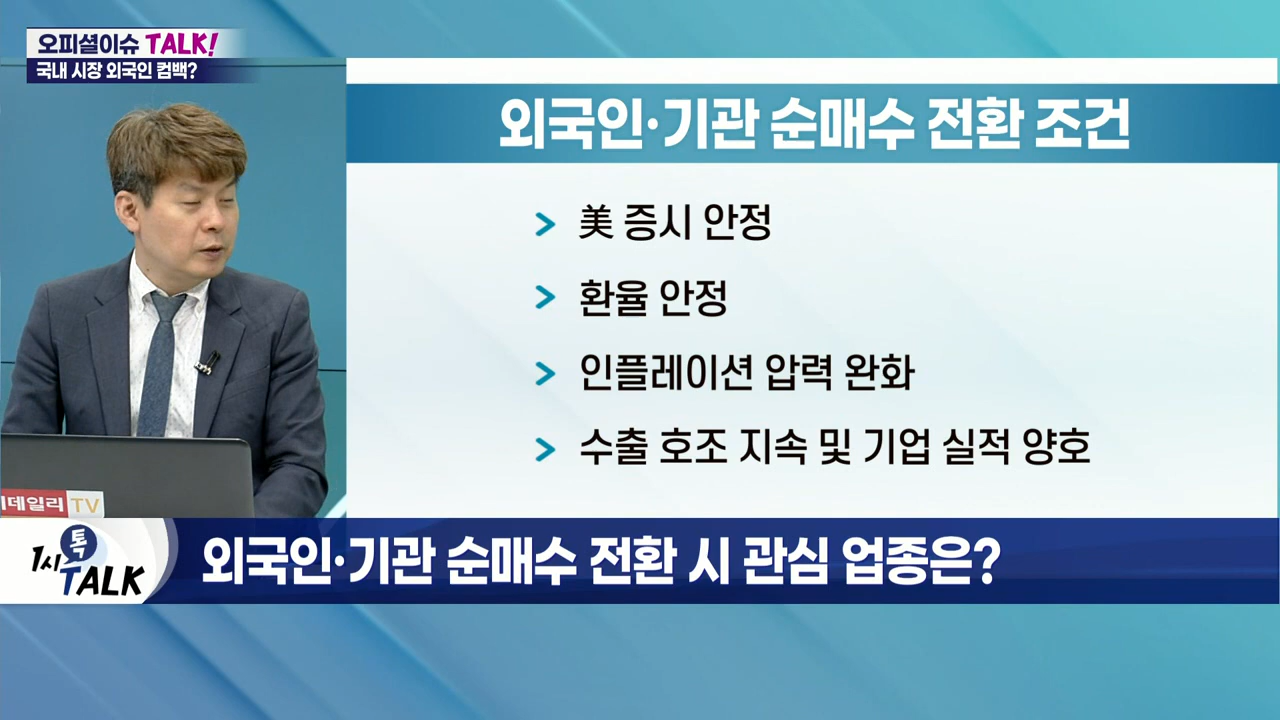 오피셜이슈 TALK!
국내 시장 외국인 컴백?
외국인·기관 순매수 전환 조건
> 美 증시 안정
> 환율 안정
> 인플레이션 압력 완화
> 수출 호조 지속 및 기업 실적 양호
이데일리TV
1시 톡 TALK
외국인·기관 순매수 전환 시 관심 업종은?